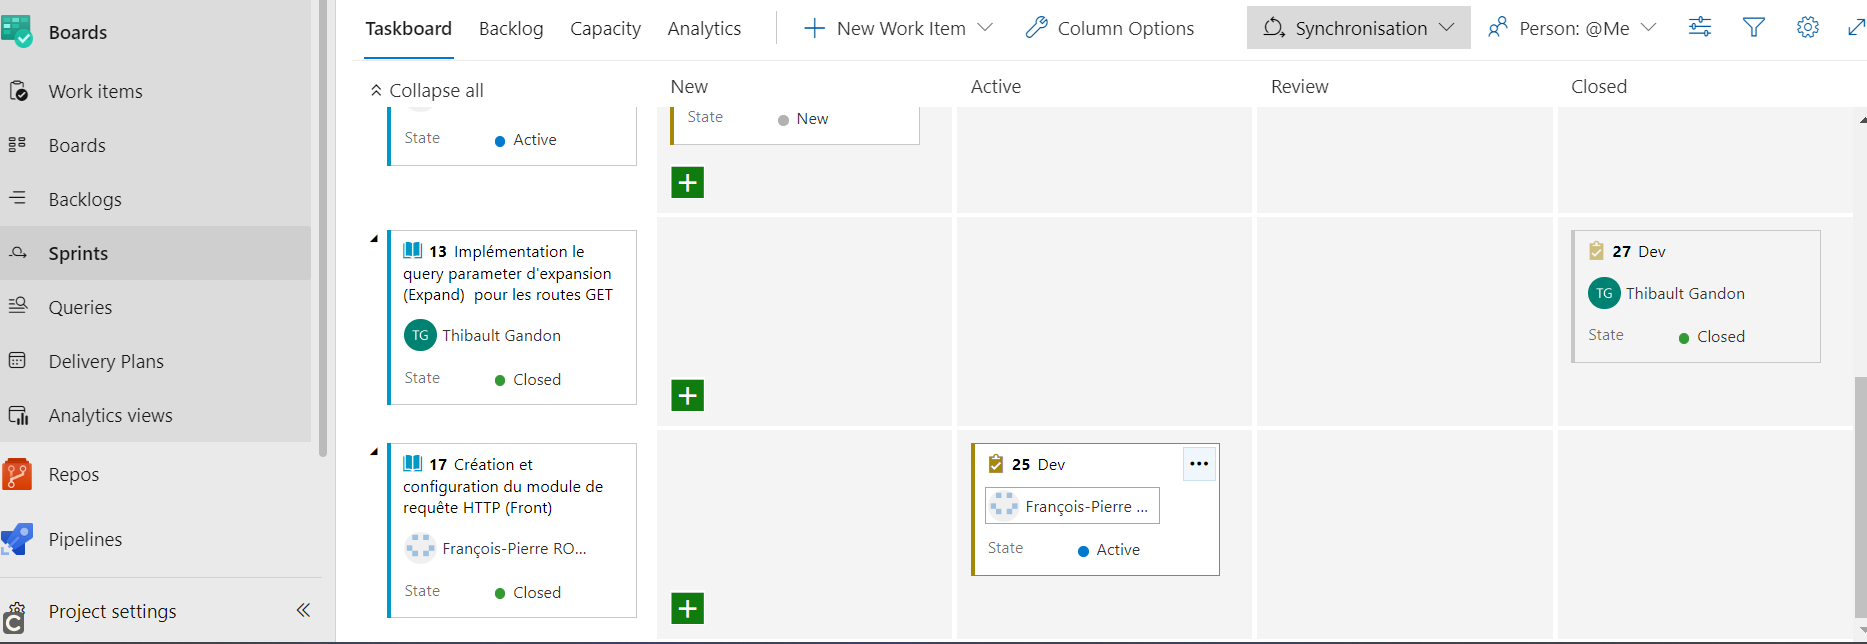 Boards
Work items
Boards
Backlogs
Sprints
Queries
Delivery Plans
Analytics views
Repos
Pipelines
Project settings
Taskboard Backlog Capacity Analytics New Work Item Column Options Synchronisation Person: @Me
Collapse all New Active Review Closed
State Active
State New
13 Implémentation le
query parameter d'expansion
(Expand) pour les routes GET
TG Thibault Gandon
State Closed
27 Dev
TG Thibault Gandon
State Closed
17 Création et
configuration du module de
requête HTTP (Front)
François-Pierre RO...
State Closed
25 Dev
François-Pierre ...
State Active
C